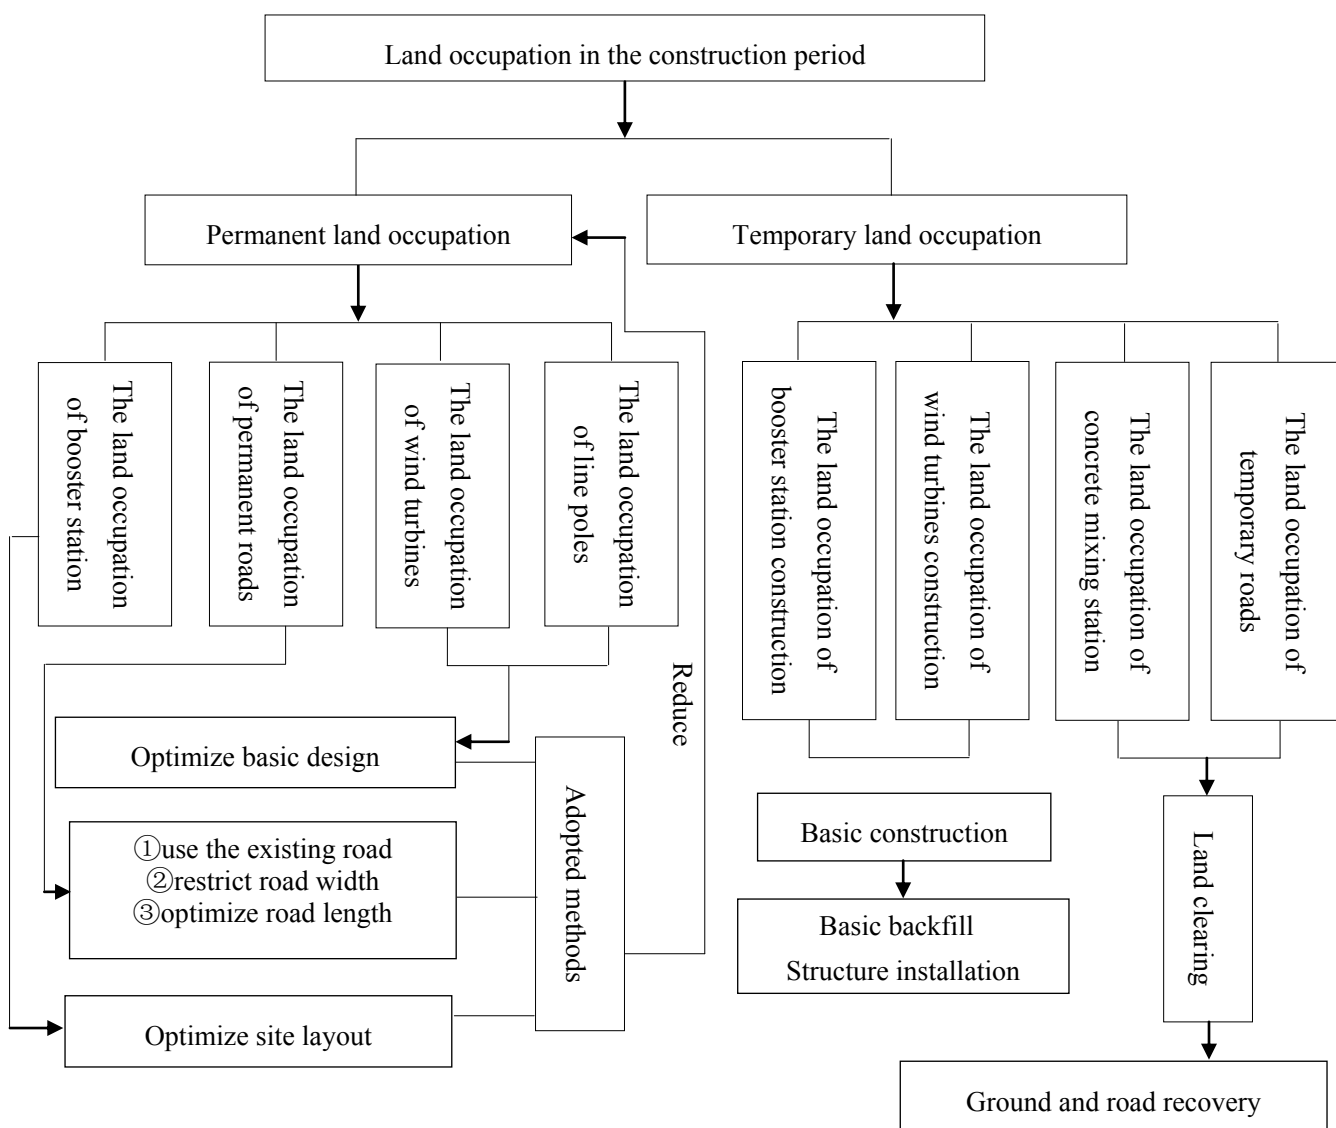 Land occupation in the construction period
Permanent land occupation
Temporary land occupation
The land occupation
of booster station
The land occupation
of permanent roads
The land occupation
of wind turbines
The land occupation
of line poles
The land occupation of
booster station construction
The land occupation of
wind turbines construction
The land occupation of
concrete mixing station
The land occupation of
temporary roads
Reduce
Optimize basic design
①use the existing road
②restrict road width
③optimize road length
Optimize site layout
Adopted methods
Basic construction
Basic backfill
Structure installation
Land clearing
Ground and road recovery